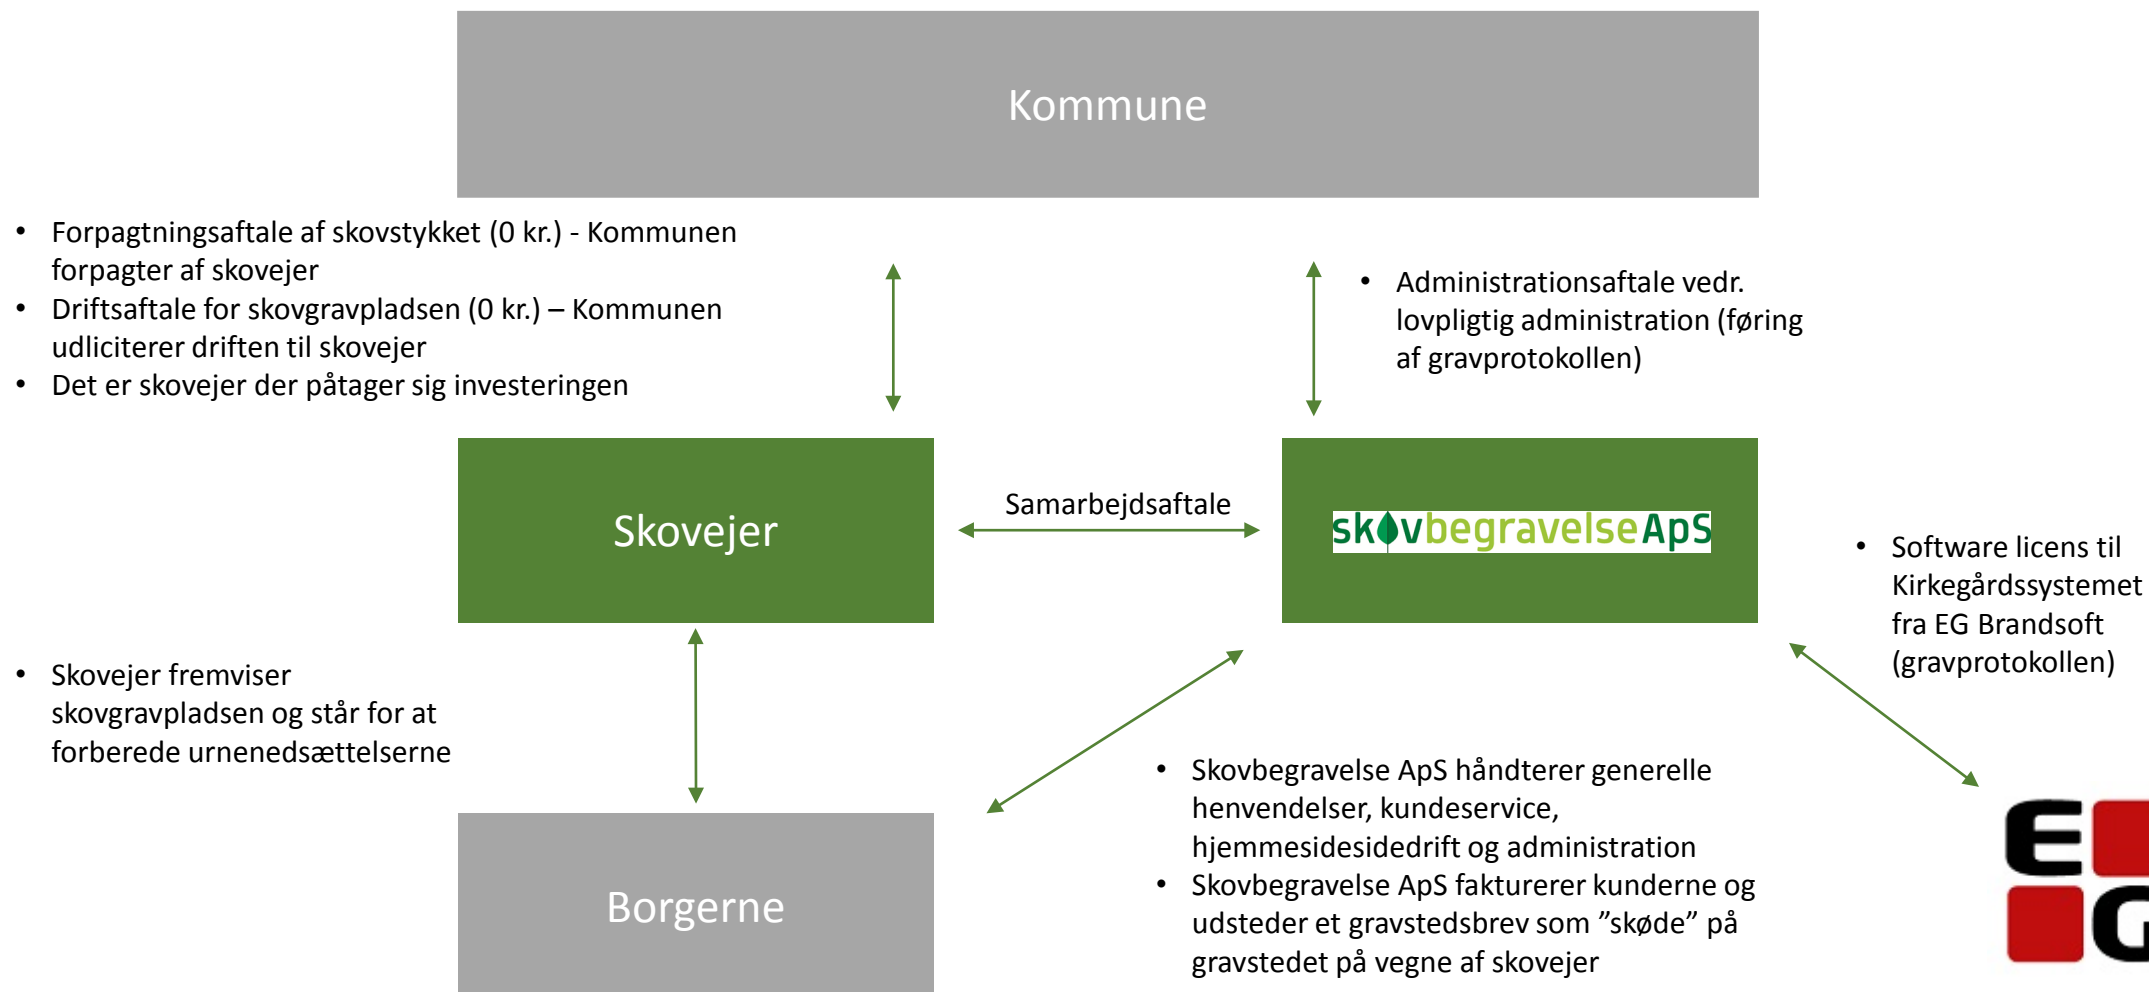 Kommune
• Forpagtningsaftale af skovstykket (0 kr.) - Kommunen
forpagter af skovejer
• Driftsaftale for skovgravpladsen (0 kr.) – Kommunen
udliciterer driften til skovejer
• Det er skovejer der påtager sig investeringen
• Administrationsaftale vedr.
lovpligtig administration (føring
af gravprotokollen)
Skovejer
Samarbejdsaftale
skovbegravelse ApS
• Software licens til
Kirkegårdssystemet
fra EG Brandsoft
(gravprotokollen)
• Skovejer fremviser
skovgravpladsen og står for at
forberede urnenedsættelserne
• Skovbegravelse ApS håndterer generelle
henvendelser, kundeservice,
hjemmesidesidedrift og administration
• Skovbegravelse ApS fakturerer kunderne og
udsteder et gravstedsbrev som ”skøde” på
gravstedet på vegne af skovejer
Borgerne
E
G